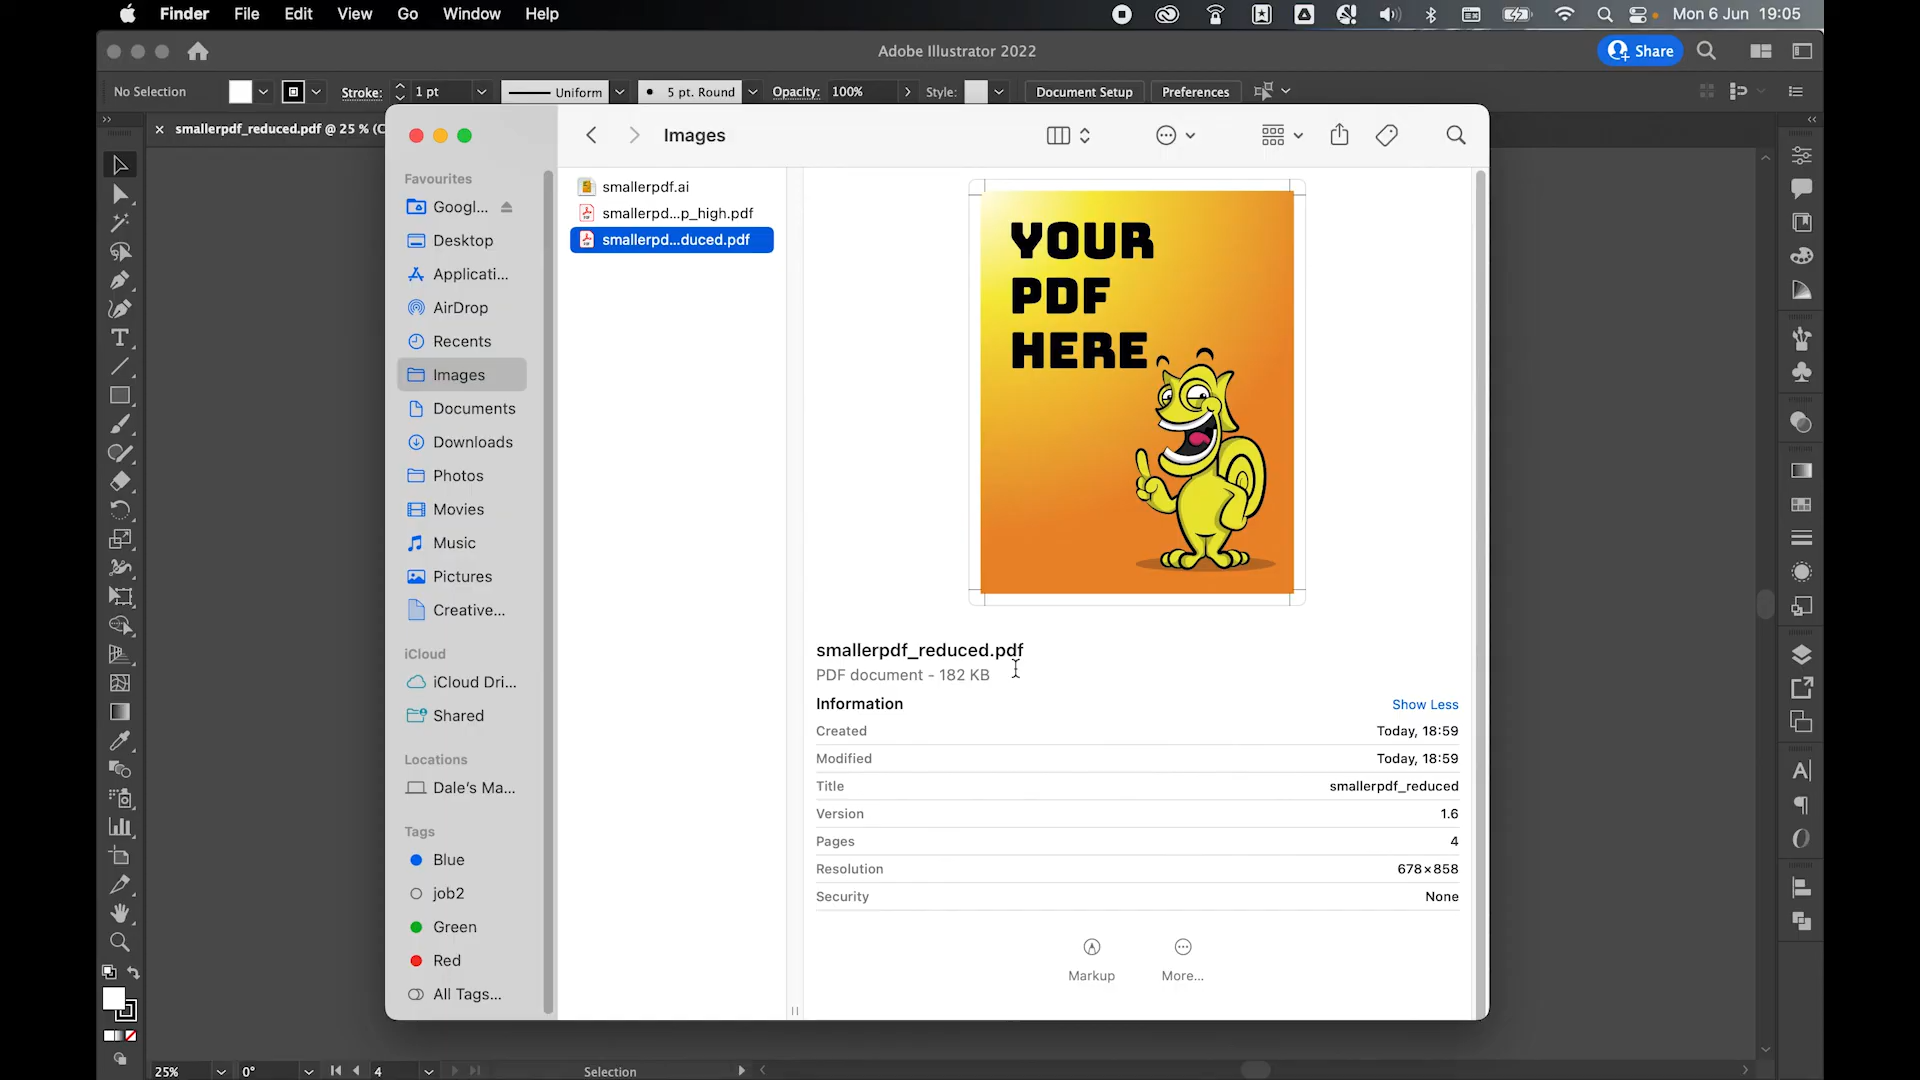 Finder File Edit View Go Window Help
Mon 6 Jun 19:05
Adobe Illustrator 2022
Share
No Selection
Stroke:
1 pt
Uniform
5 pt. Round
Opacity:
100%
Style:
Document Setup
Preferences
smallerpdf_reduced.pdf @ 25 % (C
Images
Favourites
Googl...
Desktop
Applicati...
AirDrop
Recents
Images
Documents
Downloads
Photos
Movies
Music
Pictures
Creative...
iCloud
iCloud Dri...
Shared
Locations
Dale's Ma...
Tags
Blue
job2
Green
Red
All Tags...
smallerpdf.ai
smallerpd...p_high.pdf
smallerpd...duced.pdf
YOUR
PDF
HERE
smallerpdf_reduced.pdf
PDF document - 182 KB
Information
Show Less
Created Today, 18:59
Modified Today, 18:59
Title smallerpdf_reduced
Version 1.6
Pages 4
Resolution 678×858
Security None
Markup
More...
25%
0°
4
Selection